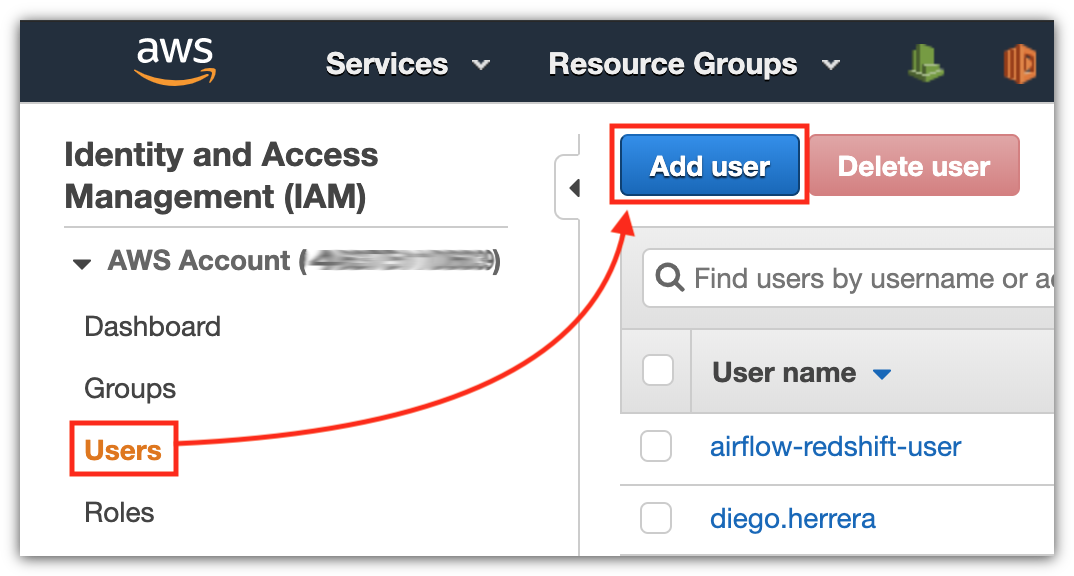 aws
Services
Resource Groups
Identity and Access
Management (IAM)
AWS Account (
)
Dashboard
Groups
Users
Roles
Add user
Delete user
Find users by username or a
User name
airflow-redshift-user
diego.herrera